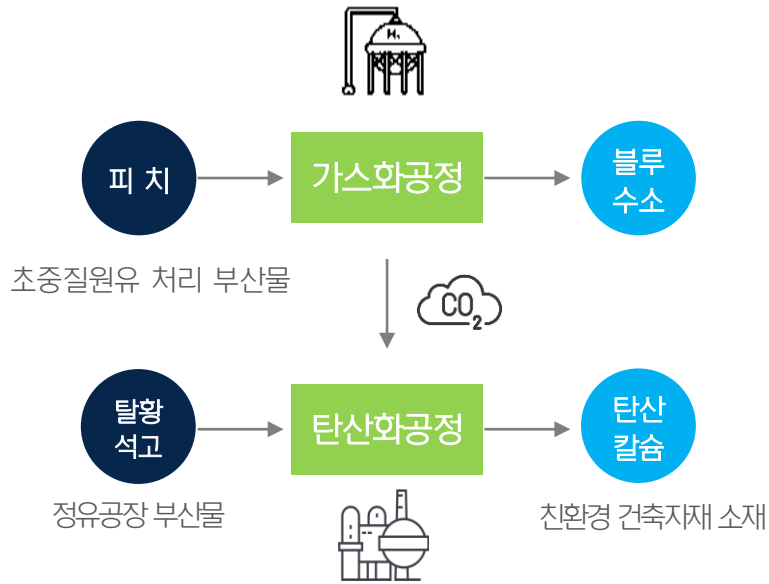 H₂
피 치
가스화공정
블루
수소
초중질원유 처리 부산물
CO₂
탈황
석고
탄산화공정
탄산
칼슘
정유공장 부산물
친환경 건축자재 소재